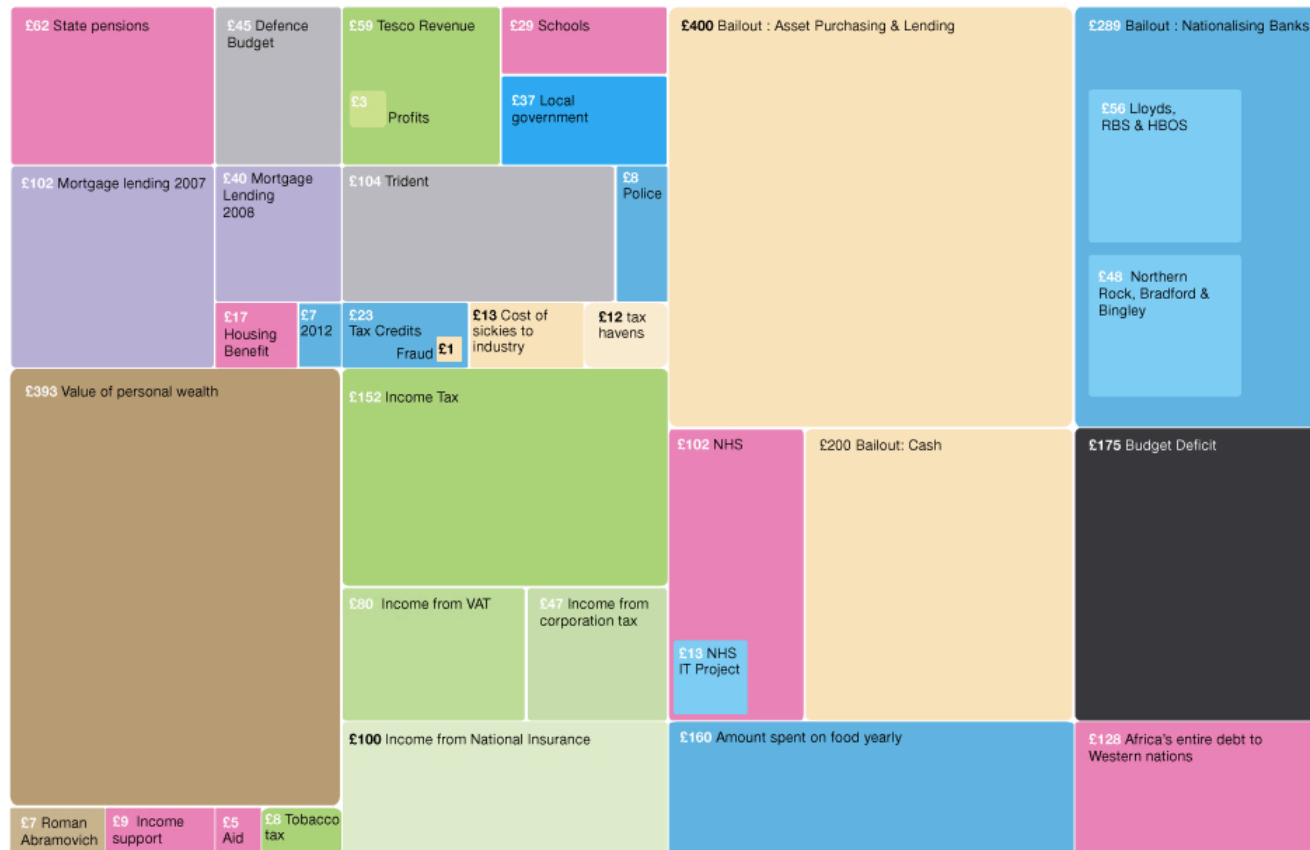 £62 State pensions
£45 Defence
Budget
£59 Tesco Revenue
£3
Profits
£29 Schools
£37 Local
government
£400 Bailout : Asset Purchasing & Lending
£289 Bailout : Nationalising Banks
£56 Lloyds,
RBS & HBOS
£48 Northern
Rock, Bradford &
Bingley
£102 Mortgage lending 2007
£40 Mortgage
Lending
2008
£104 Trident
£8
Police
£17
Housing
Benefit
£7
2012
£23
Tax Credits
Fraud £1
£13 Cost of
sickies to
industry
£12 tax
havens
£393 Value of personal wealth
£152 Income Tax
£102 NHS
£13 NHS
IT Project
£200 Bailout: Cash
£175 Budget Deficit
£80 Income from VAT
£47 Income from
corporation tax
£100 Income from National Insurance
£160 Amount spent on food yearly
£128 Africa's entire debt to
Western nations
£7 Roman
Abramovich
£9 Income
support
£5
Aid
£8 Tobacco
tax